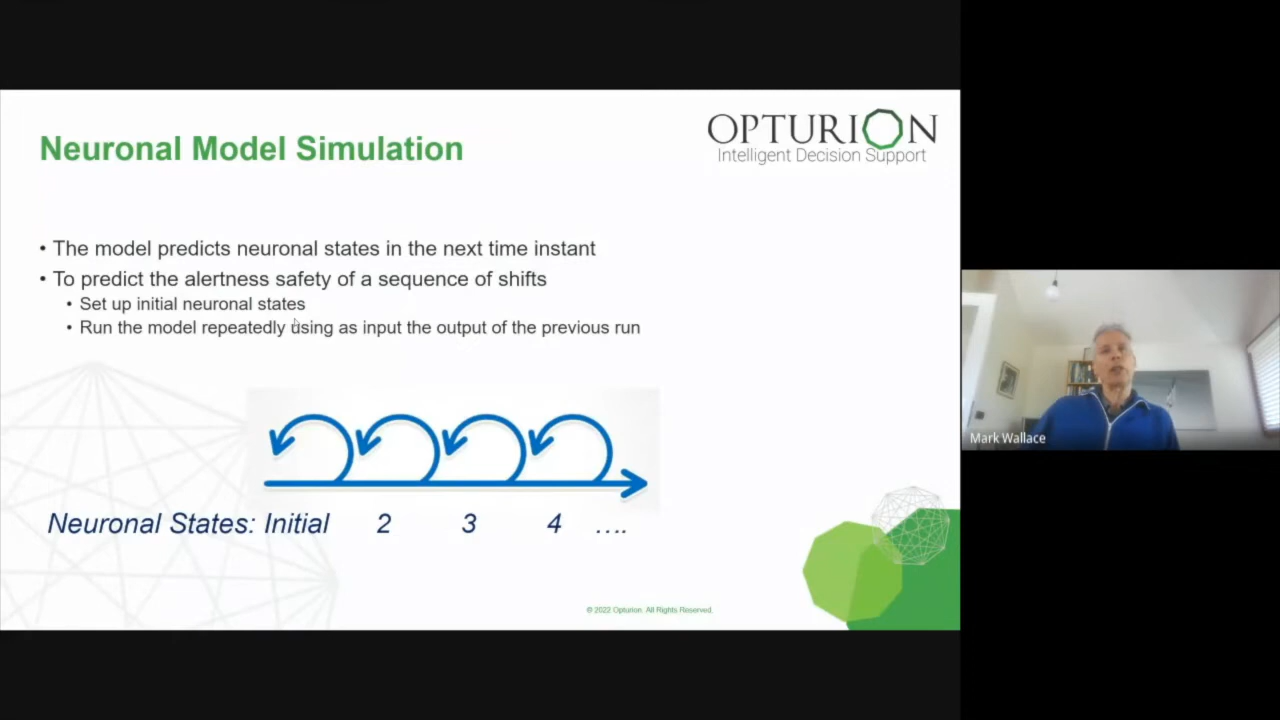 Neuronal Model Simulation
OPTURION
Intelligent Decision Support
• The model predicts neuronal states in the next time instant
• To predict the alertness safety of a sequence of shifts
• Set up initial neuronal states
• Run the model repeatedly using as input the output of the previous run
Neuronal States: Initial 2 3 4 ....
© 2022 Opturion. All Rights Reserved.
Mark Wallace